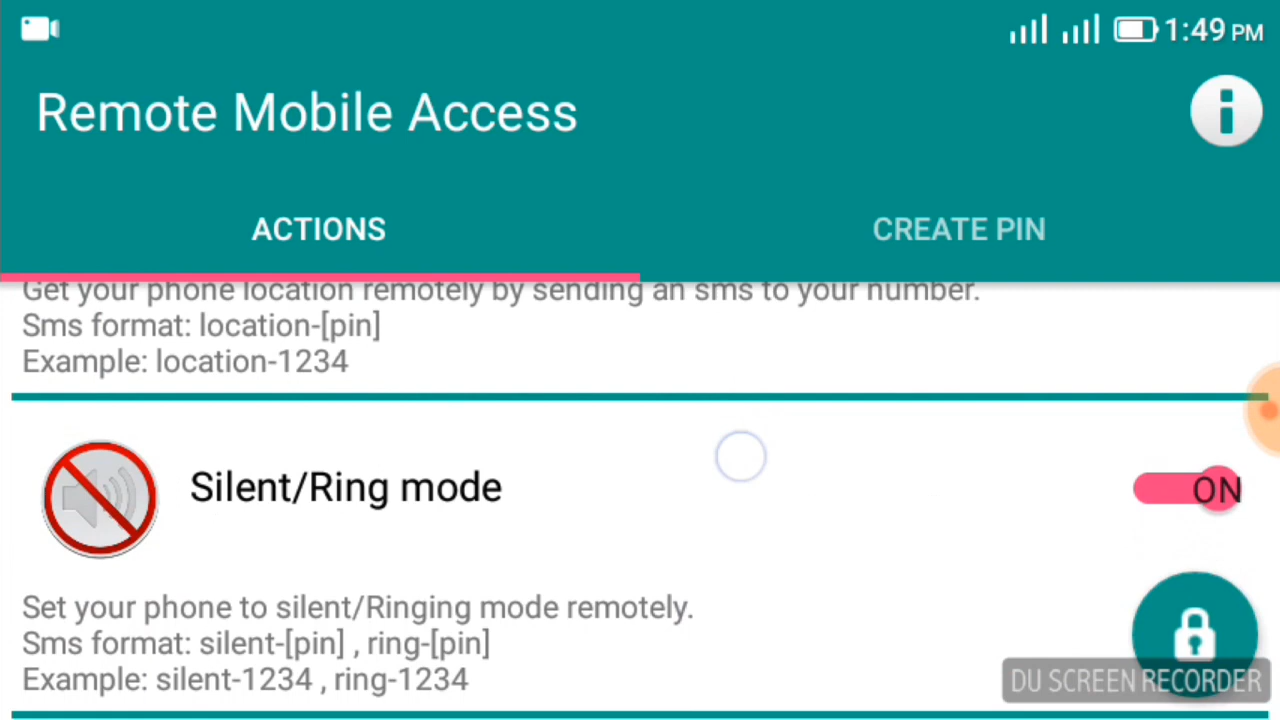 1:49 PM
Remote Mobile Access
ACTIONS
CREATE PIN
Get your phone location remotely by sending an sms to your number.
Sms format: location-[pin]
Example: location-1234
Silent/Ring mode
ON
Set your phone to silent/Ringing mode remotely.
Sms format: silent-[pin] , ring-[pin]
Example: silent-1234 , ring-1234
DU SCREEN RECORDER